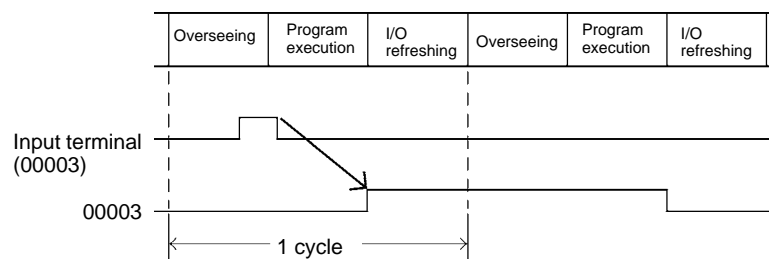 Overseeing
Program
execution
I/O
refreshing
Overseeing
Program
execution
I/O
refreshing
Input terminal
(00003)
00003
1 cycle